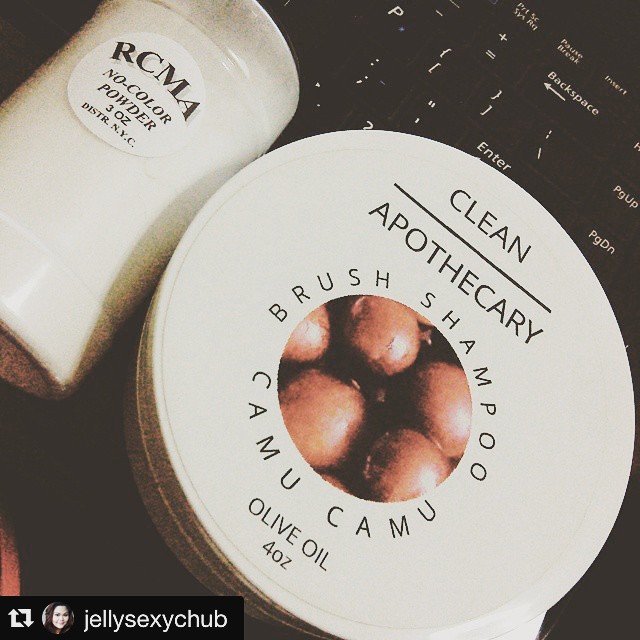 RCMA
NO-COLOR
POWDER
3 OZ
DISTR. N.Y.C.
CLEAN
APOTHECARY
BRUSH SHAMPOO
CAMU CAMU
OLIVE OIL
4oz
P
{
[
}
]
+
=
:
;
"
'
?
|
\
Prt Sc
Sys Rq
Pause
Break
Insert
Backspace
Enter
PgUp
PgDn
jellysexychub